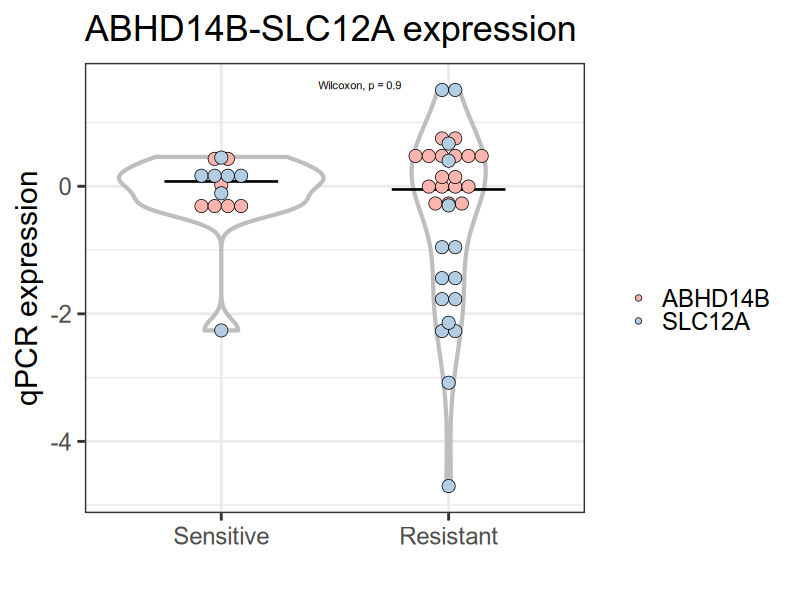 ABHD14B-SLC12A expression
Wilcoxon, p = 0.9
qPCR expression
0
-2
-4
Sensitive
Resistant
ABHD14B
SLC12A